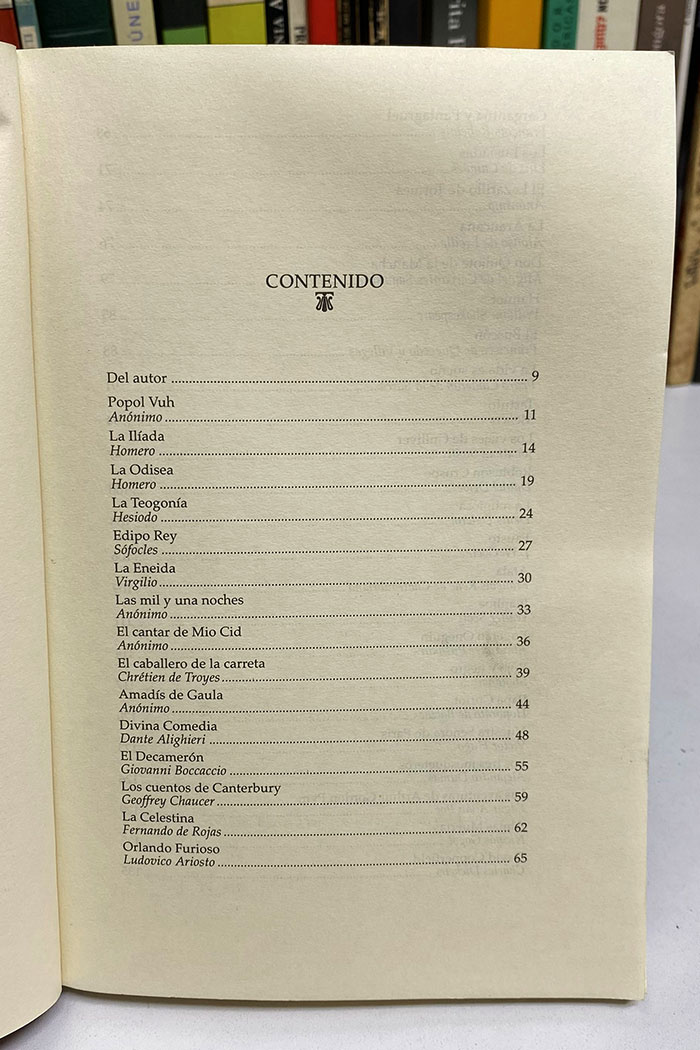 CONTENIDO
Del autor ........ 9
Popol Vuh
Anónimo ........ 11
La Ilíada
Homero ........ 14
La Odisea
Homero ........ 19
La Teogonía
Hesiodo ........ 24
Edipo Rey
Sófocles ........ 27
La Eneida
Virgilio ........ 30
Las mil y una noches
Anónimo ........ 33
El cantar de Mio Cid
Anónimo ........ 36
El caballero de la carreta
Chrétien de Troyes ........ 39
Amadís de Gaula
Anónimo ........ 44
Divina Comedia
Dante Alighieri ........ 48
El Decamerón
Giovanni Boccaccio ........ 55
Los cuentos de Canterbury
Geoffrey Chaucer ........ 59
La Celestina
Fernando de Rojas ........ 62
Orlando Furioso
Ludovico Ariosto ........ 65